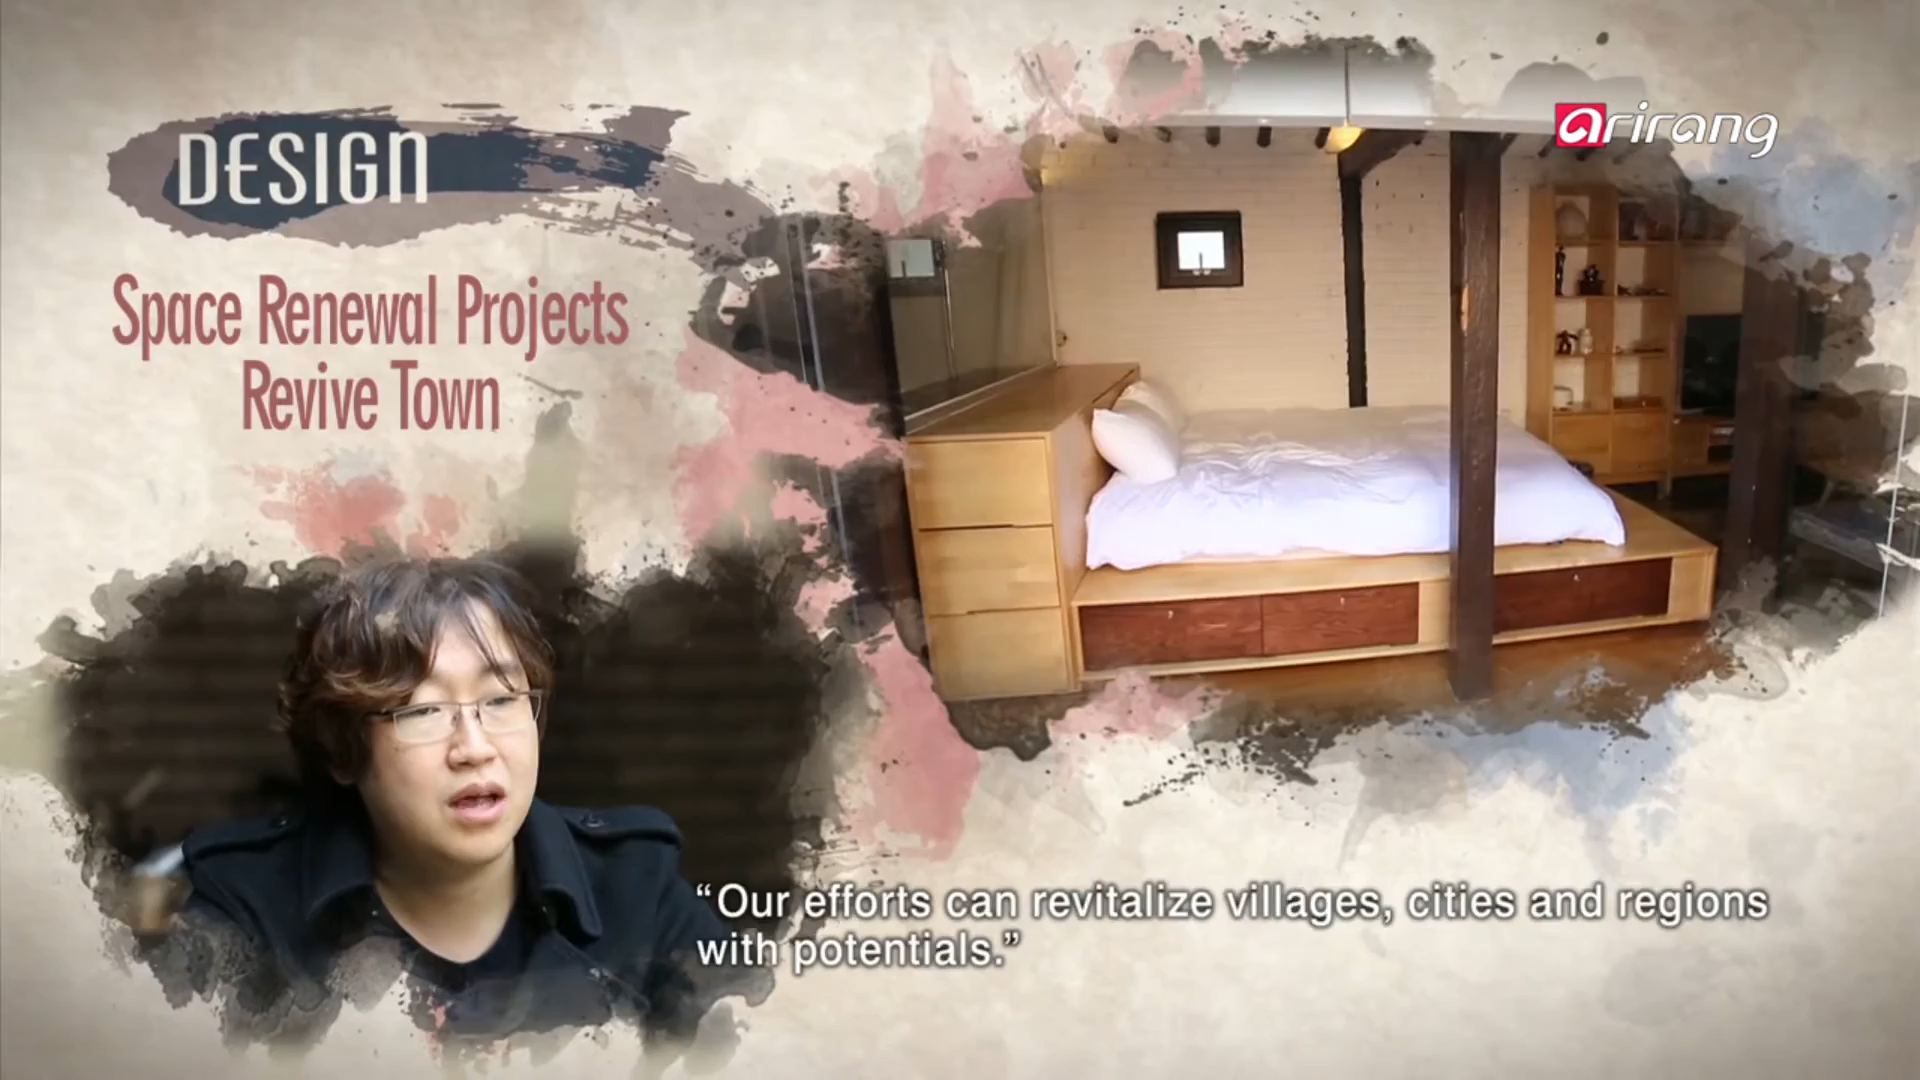 DESIGN
arirang
Space Renewal Projects
Revive Town
“Our efforts can revitalize villages, cities and regions
with potentials.”